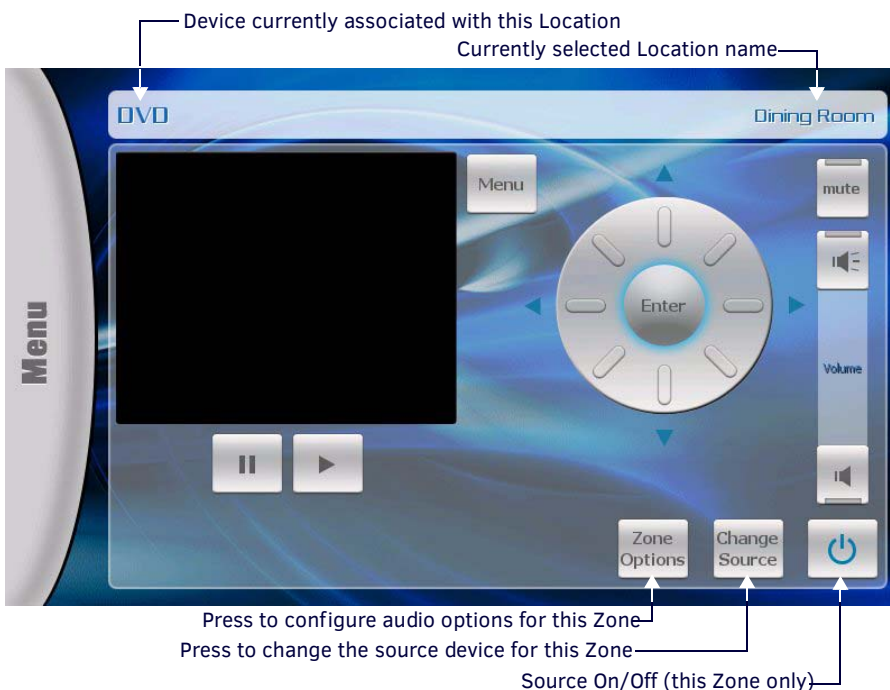 Device currently associated with this Location
Currently selected Location name
DVD
Dining Room
Menu
mute
Enter
Menu
Volume
Zone
Options
Change
Source
Press to configure audio options for this Zone
Press to change the source device for this Zone
Source On/Off (this Zone only)